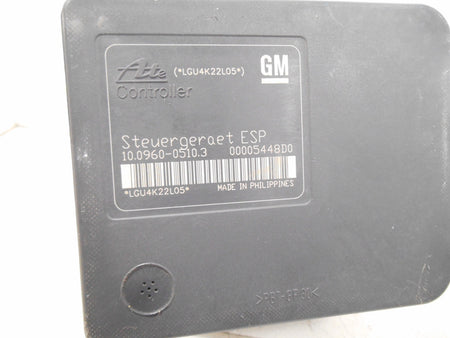 Ate (*LGU4K22L05*) GM
Controller
Steuergeraet ESP
10.0960-0510.3 00005448D0
*LGU4K22L05*
MADE IN PHILIPPINES